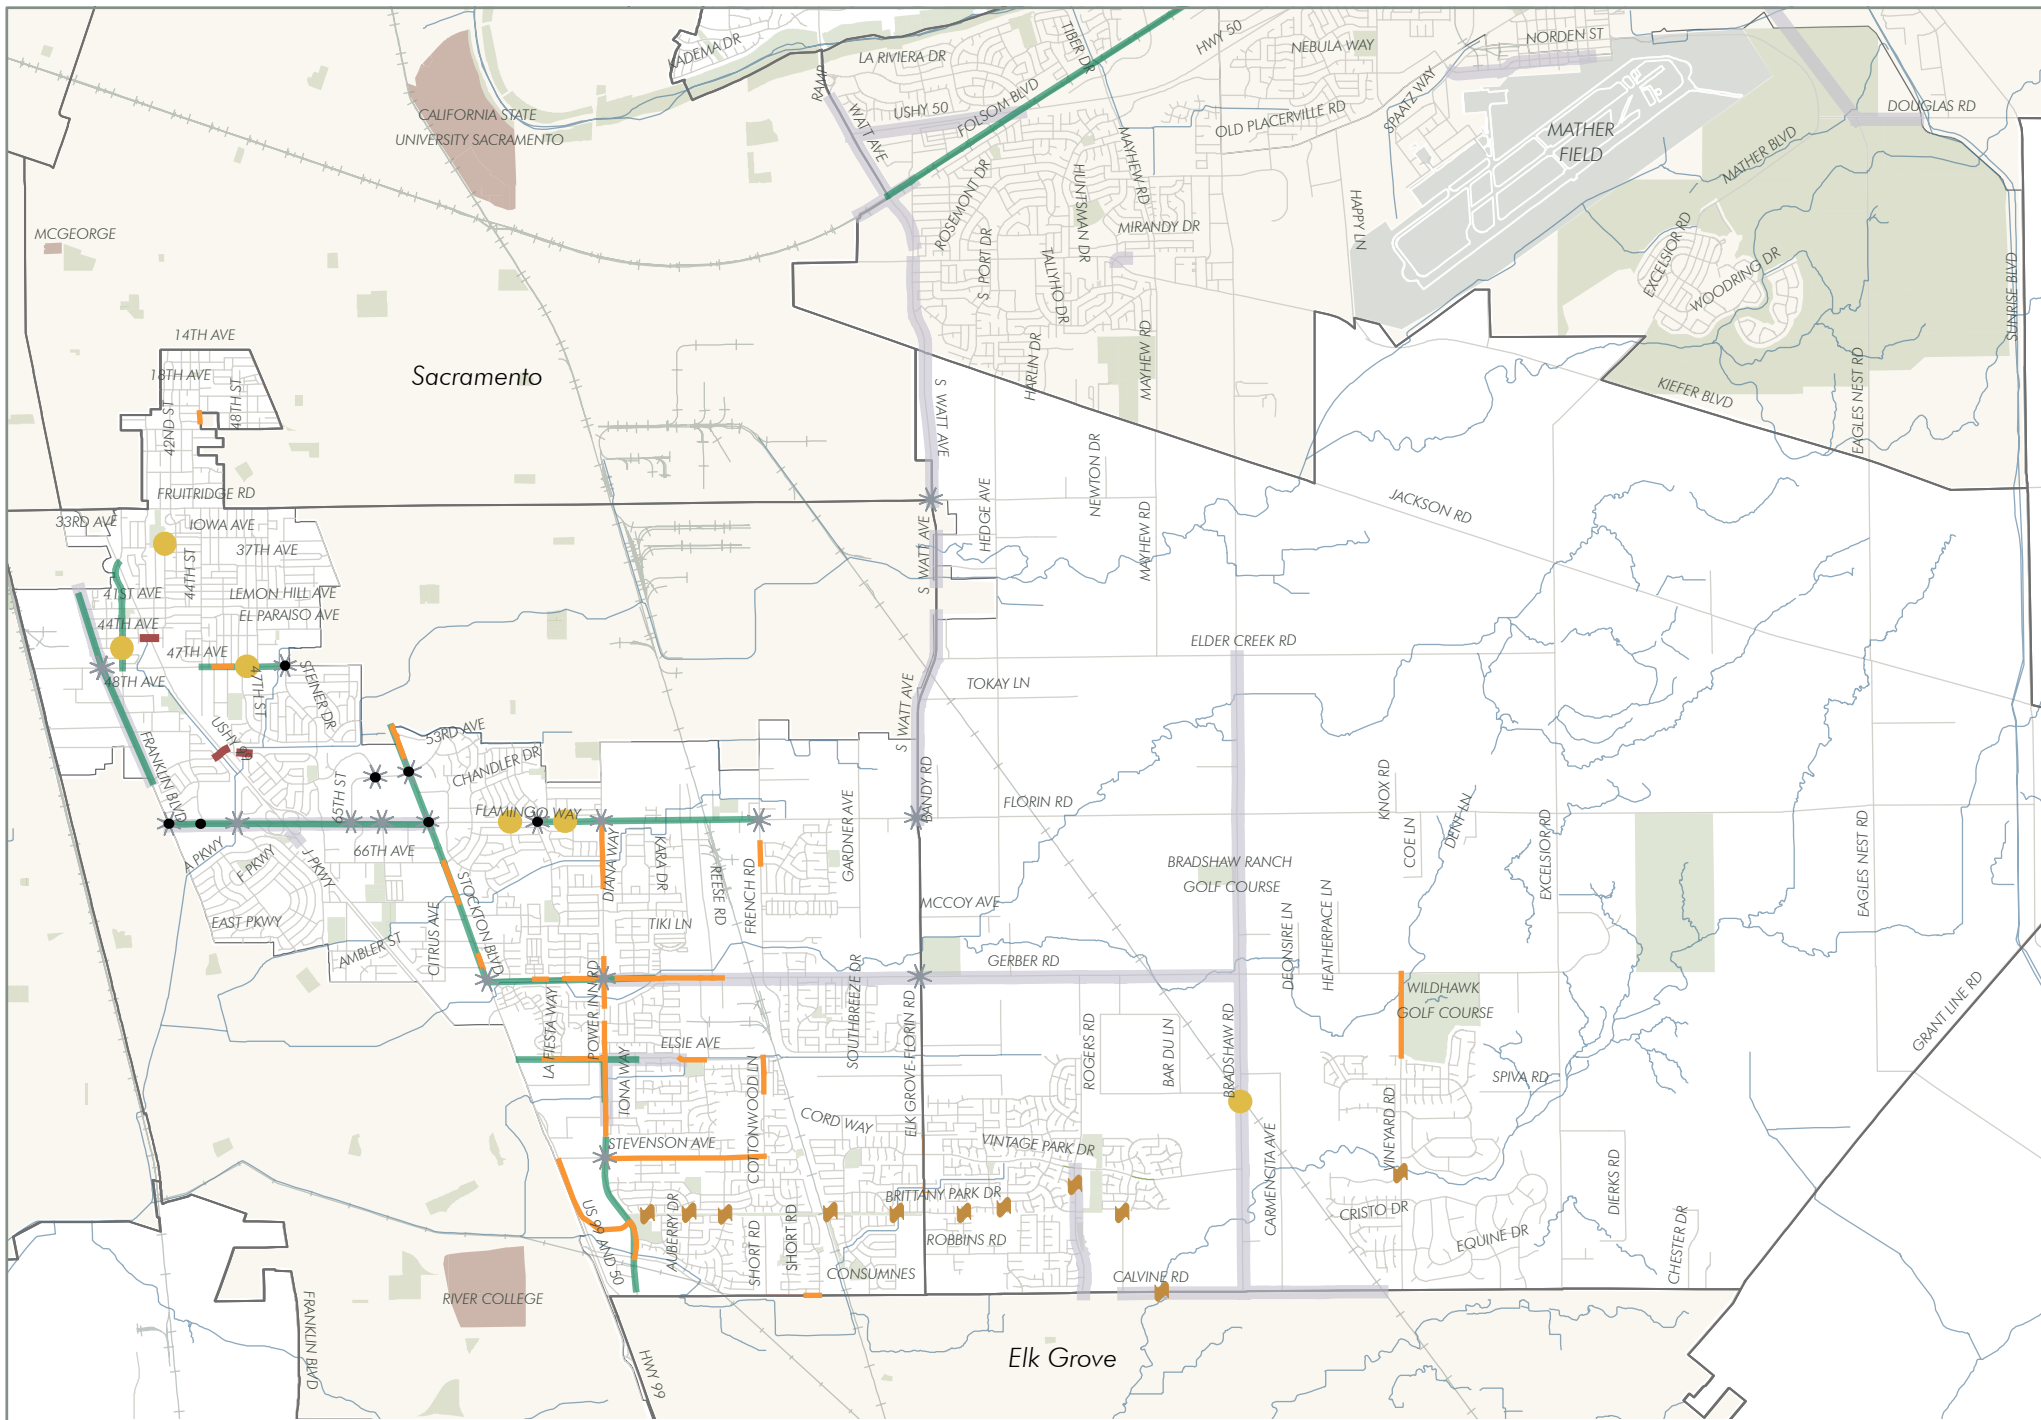 KADEMA DR
LA RIVIERA DR
TIBER DR
HWY 50
NEBULA WAY
NORDEN ST
RAMP
WATT AVE
USHY 50
FOLSOM BLVD
SPAATZ WAY
OLD PLACERVILLE RD
MATHER
FIELD
DOUGLAS RD
MATHER BLVD
CALIFORNIA STATE
UNIVERSITY SACRAMENTO
MCGEORGE
ROSEMONT DR
S PORT DR
HUNTSMAN DR
MAYHEW RD
MIRANDY DR
TALLYHO DR
HAPPY LN
EXCELSIOR RD
WOODRING DR
SUNRISE BLVD
14TH AVE
18TH AVE
48TH ST
42ND ST
Sacramento
HARLIN DR
MAYHEW RD
S WATT AVE
KIEFER BLVD
EAGLES NEST RD
FRUITRIDGE RD
33RD AVE
IOWA AVE
37TH AVE
44TH ST
41ST AVE
LEMON HILL AVE
EL PARAISO AVE
44TH AVE
47TH AVE
48TH AVE
47TH ST
STEINER DR
S WATT AVE
HEDGE AVE
NEWTON DR
MAYHEW RD
JACKSON RD
ELDER CREEK RD
TOKAY LN
S WATT AVE
USHY 99
FRANKLIN BLVD
53RD AVE
CHANDLER DR
65TH ST
FLAMINGO WAY
66TH AVE
A PKWY
F PKWY
J PKWY
EAST PKWY
AMBLER ST
CITRUS AVE
STOCKTON BLVD
DIANA WAY
KARA DR
REESE RD
FRENCH RD
GARDNER AVE
TIKI LN
BANDY RD
FLORIN RD
MCCOY AVE
BRADSHAW RANCH
GOLF COURSE
KNOX RD
COE LN
DENT LN
EXCELSIOR RD
EAGLES NEST RD
GERBER RD
DEONSIRE LN
HEATHERPACE LN
WILDHAWK
GOLF COURSE
GRANT LINE RD
LA FIESTA WAY
POWER INN RD
ELSIE AVE
IONA WAY
SOUTHBREEZE DR
ELK GROVE-FLORIN RD
ROGERS RD
BAR DU LN
BRADSHAW RD
SPIVA RD
STEVENSON AVE
COTTONWOOD LN
CORD WAY
VINTAGE PARK DR
VINEYARD RD
BRITTANY PARK DR
CARMENCITA AVE
DIERKS RD
CRISTO DR
EQUINE DR
CHESTER DR
US 99 AND 50
AUBERRY DR
SHORT RD
SHORT RD
ROBBINS RD
CONSUMNES
CALVINE RD
RIVER COLLEGE
FRANKLIN BLVD
HWY 99
Elk Grove